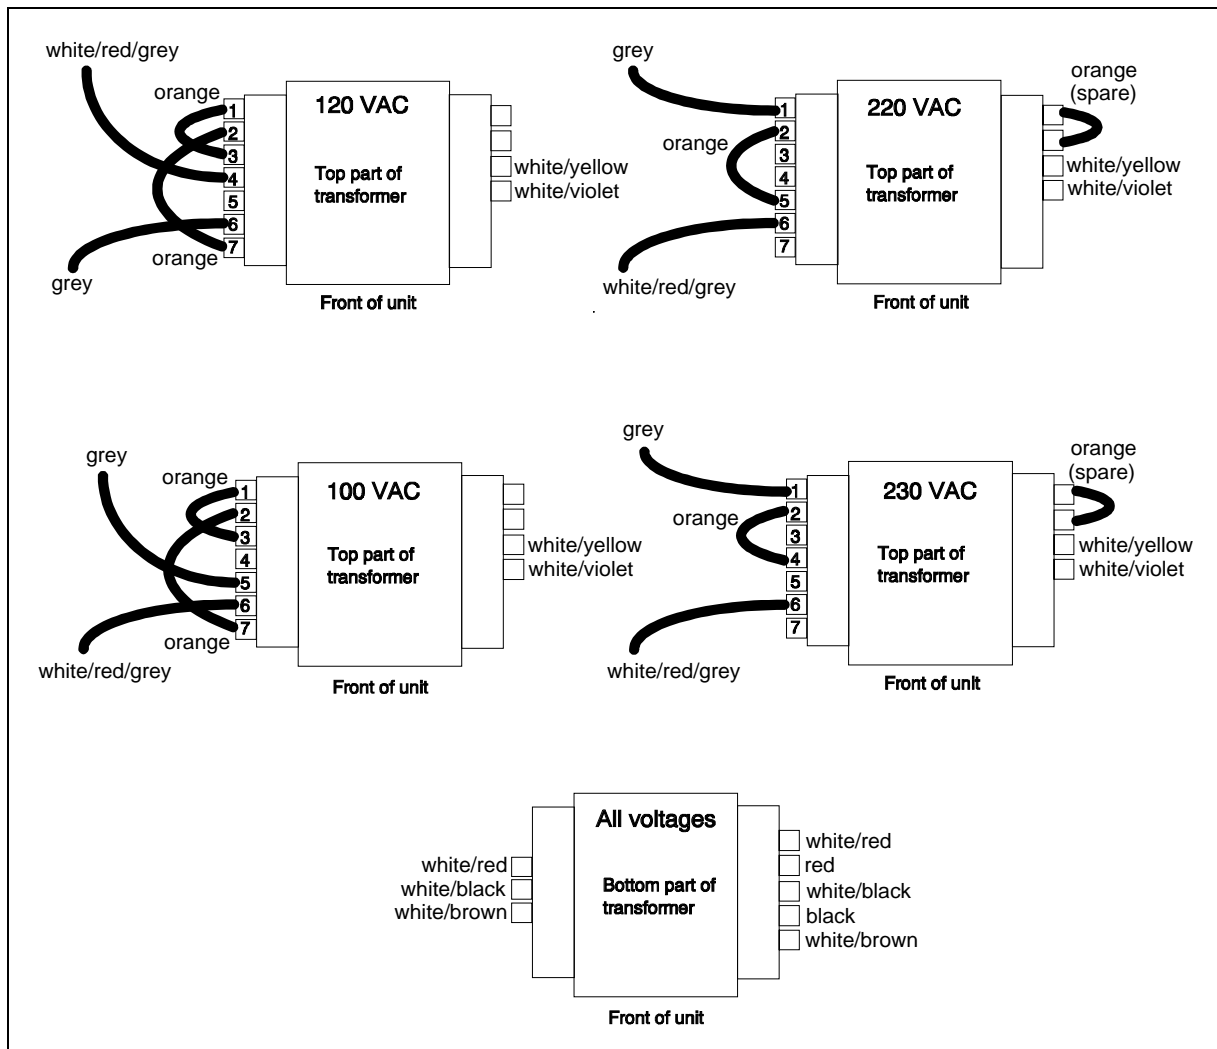 white/red/grey
orange
1
2
3
4
5
6
7
orange
grey
120 VAC
Top part of
transformer
white/yellow
white/violet
Front of unit
grey
orange
white/red/grey
1
2
3
4
5
6
7
220 VAC
Top part of
transformer
orange
(spare)
white/yellow
white/violet
Front of unit
grey
orange
1
2
3
4
5
6
7
orange
white/red/grey
100 VAC
Top part of
transformer
white/yellow
white/violet
Front of unit
grey
orange
white/red/grey
1
2
3
4
5
6
7
230 VAC
Top part of
transformer
orange
(spare)
white/yellow
white/violet
Front of unit
white/red
white/black
white/brown
All voltages
Bottom part of
transformer
white/red
red
white/black
black
white/brown
Front of unit